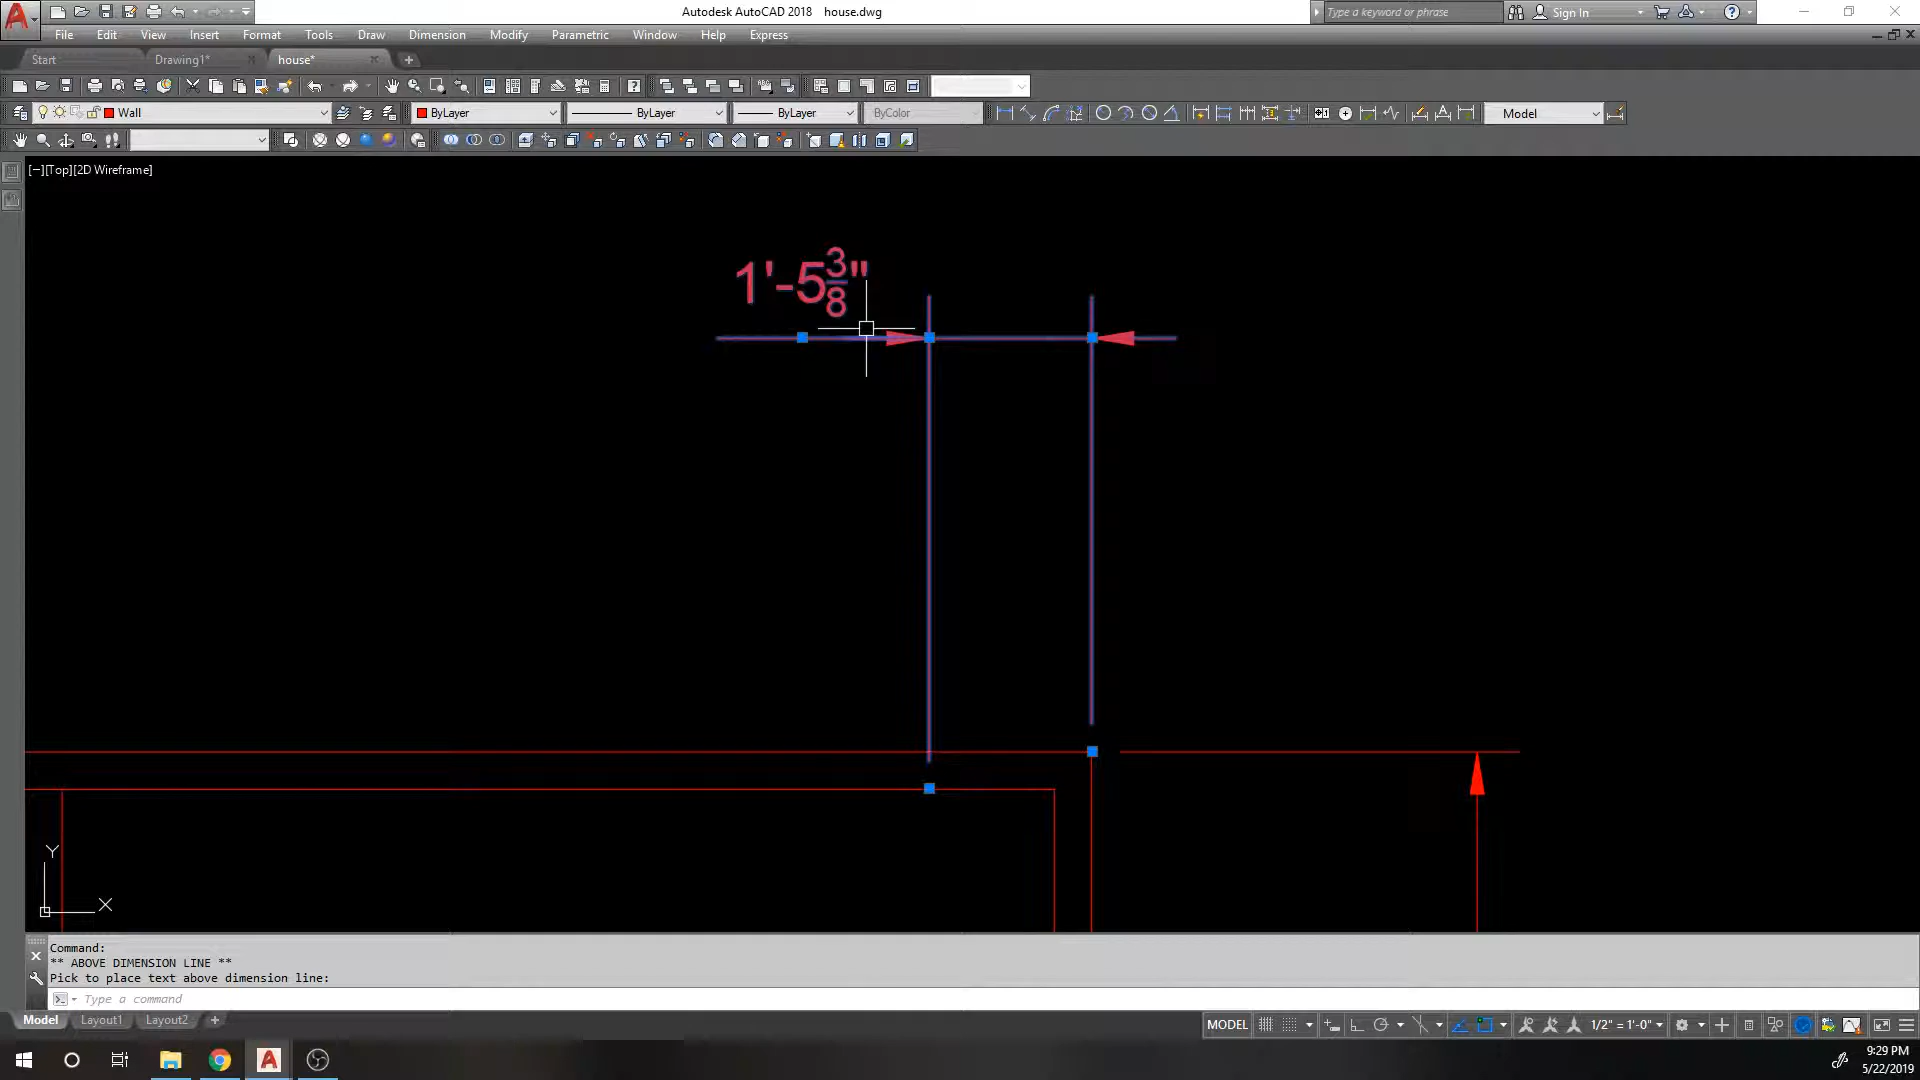 Autodesk AutoCAD 2018 house.dwg
Type a keyword or phrase
Sign In
File Edit View Insert Format Tools Draw Dimension Modify Parametric Window Help Express
Start Drawing1* house*
Wall ByLayer ByLayer ByLayer ByColor Model
[−][Top][2D Wireframe]
1'-5 3/8"
Y
X
Command:
** ABOVE DIMENSION LINE **
Pick to place text above dimension line:
Type a command
Model Layout1 Layout2
MODEL 1/2" = 1'-0"
9:29 PM
5/22/2019